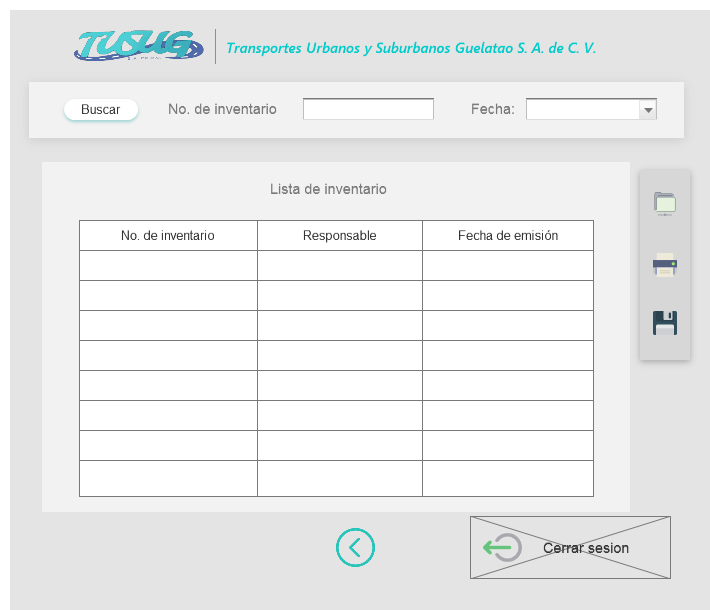 TUSUG
Transportes Urbanos y Suburbanos Guelatao S. A. de C. V.
Buscar No. de inventario Fecha:
Lista de inventario
No. de inventario Responsable Fecha de emisión
Cerrar sesion